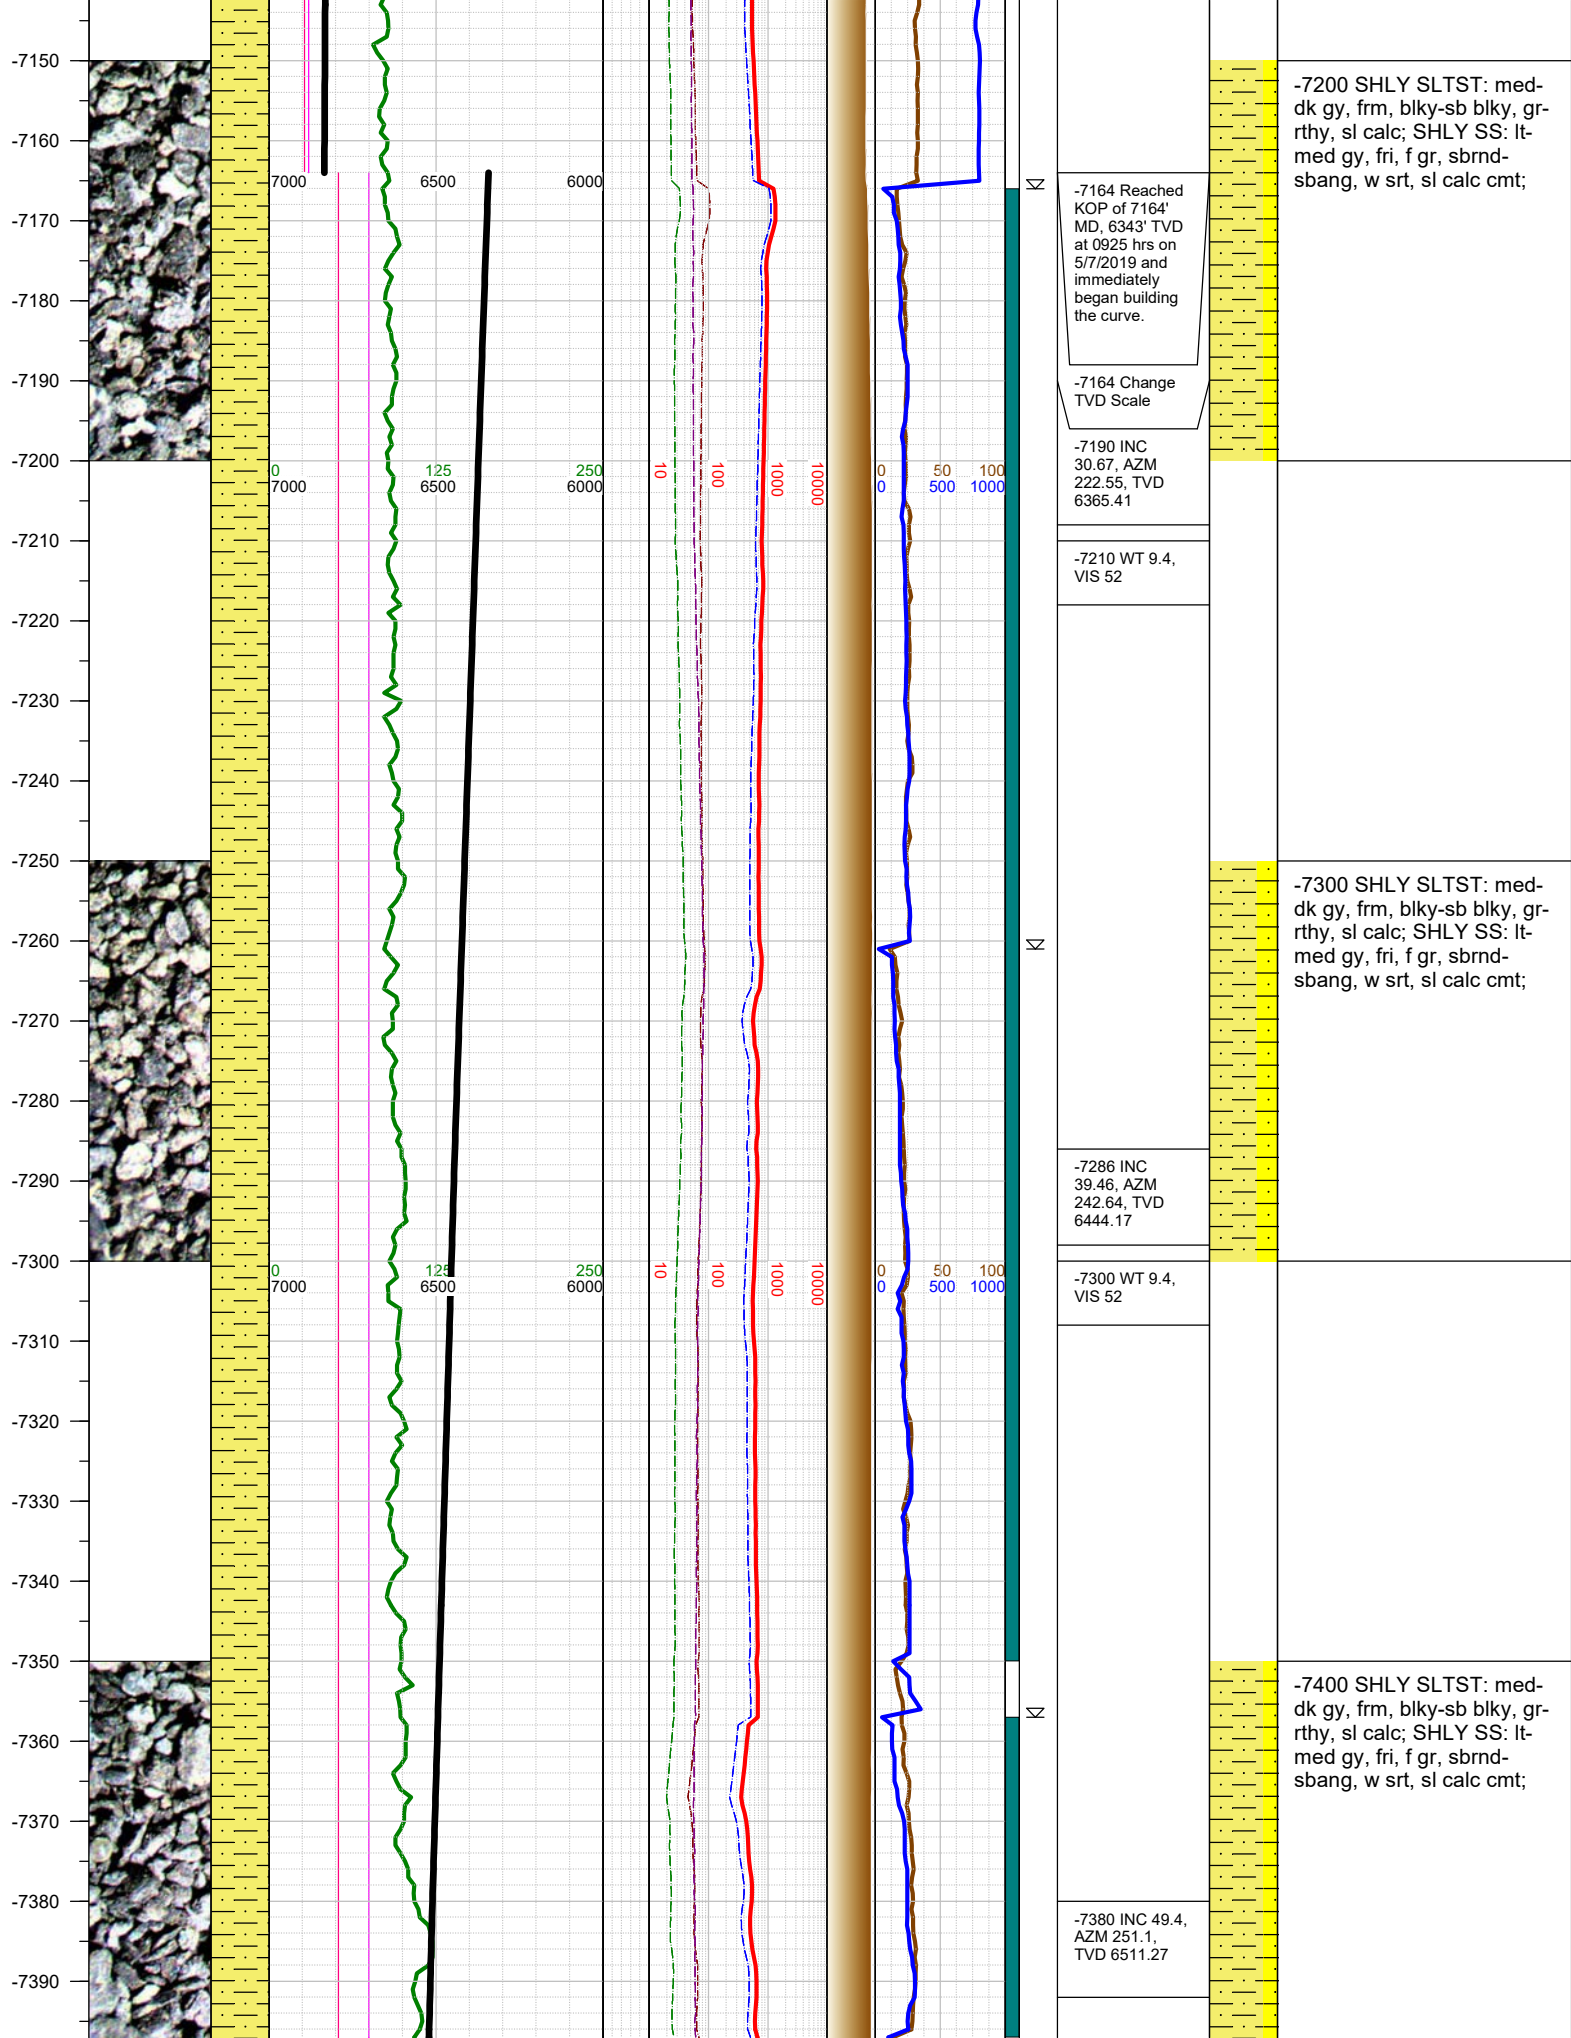 -7150
-7160
-7170
-7180
-7190
-7200
-7210
-7220
-7230
-7240
-7250
-7260
-7270
-7280
-7290
-7300
-7310
-7320
-7330
-7340
-7350
-7360
-7370
-7380
-7390
7000 6500 6000
0 125 250
7000 6500 6000
10 100 1000 10000
0 50 100
0 500 1000
0 125 250
7000 6500 6000
10 100 1000 10000
0 50 100
0 500 1000
-7164 Reached
KOP of 7164'
MD, 6343' TVD
at 0925 hrs on
5/7/2019 and
immediately
began building
the curve.
-7164 Change
TVD Scale
-7190 INC
30.67, AZM
222.55, TVD
6365.41
-7210 WT 9.4,
VIS 52
-7286 INC
39.46, AZM
242.64, TVD
6444.17
-7300 WT 9.4,
VIS 52
-7380 INC 49.4,
AZM 251.1,
TVD 6511.27
-7200 SHLY SLTST: med-
dk gy, frm, blky-sb blky, gr-
rthy, sl calc; SHLY SS: lt-
med gy, fri, f gr, sbrnd-
sbang, w srt, sl calc cmt;
-7300 SHLY SLTST: med-
dk gy, frm, blky-sb blky, gr-
rthy, sl calc; SHLY SS: lt-
med gy, fri, f gr, sbrnd-
sbang, w srt, sl calc cmt;
-7400 SHLY SLTST: med-
dk gy, frm, blky-sb blky, gr-
rthy, sl calc; SHLY SS: lt-
med gy, fri, f gr, sbrnd-
sbang, w srt, sl calc cmt;